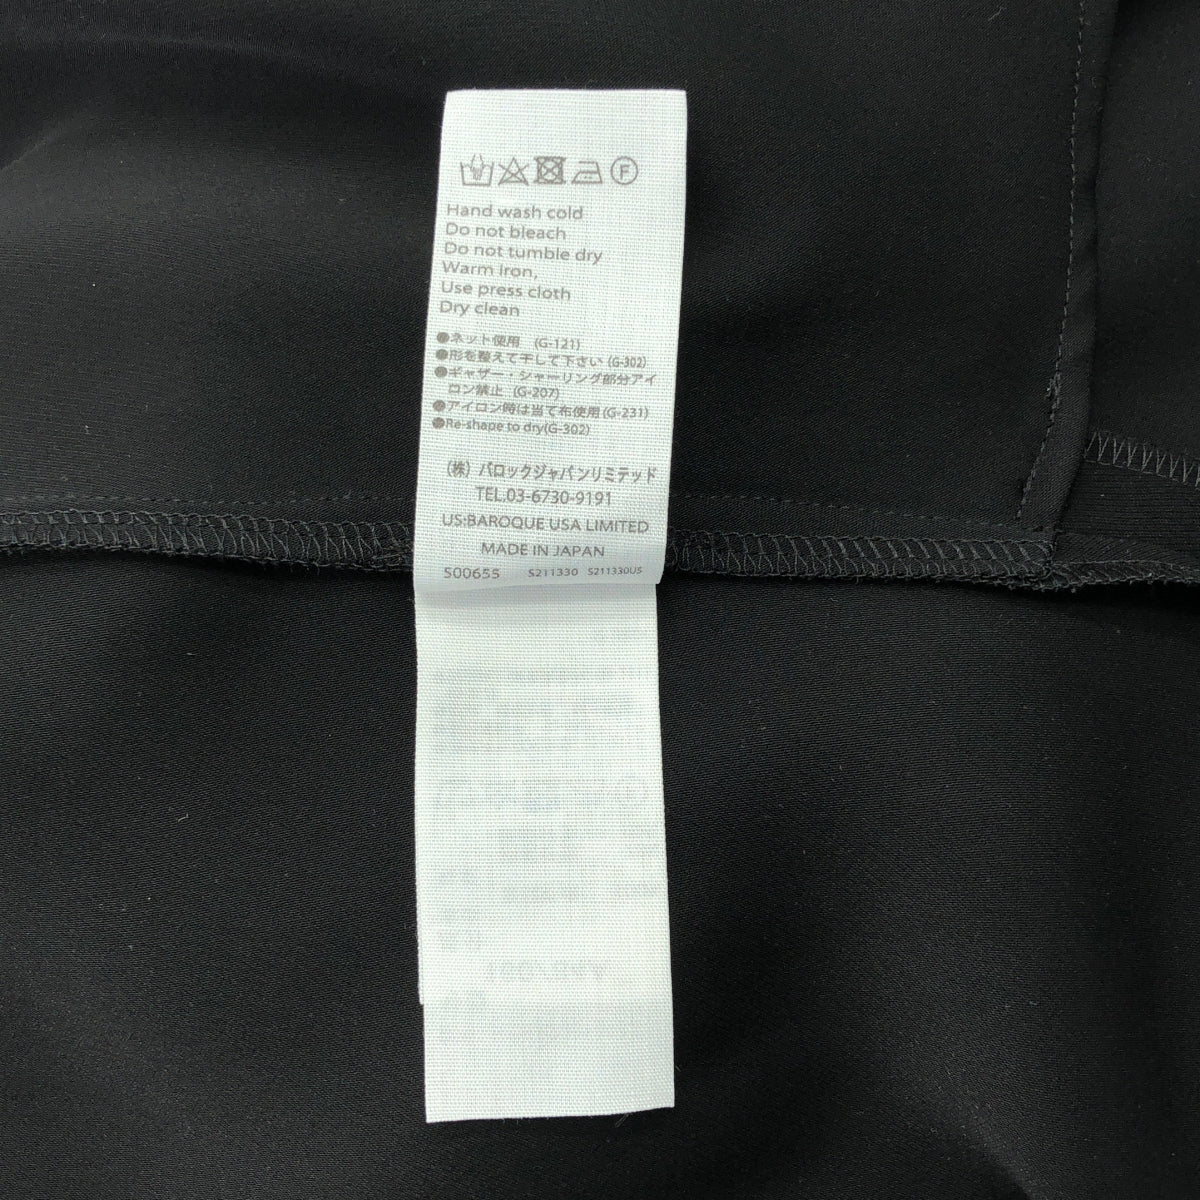 F
Hand wash cold
Do not bleach
Do not tumble dry
Warm iron,
Use press cloth
Dry clean
●ネット使用 (G-121)
●形を整えて干して下さい (G-302)
●ギャザー・シャーリング部分アイ
ロン禁止 (G-207)
●アイロン時は当て布使用(G-231)
●Re-shape to dry(G-302)
(株) バロックジャパンリミテッド
TEL.03-6730-9191
US:BAROQUE USA LIMITED
MADE IN JAPAN
500655 S211330 S211330US